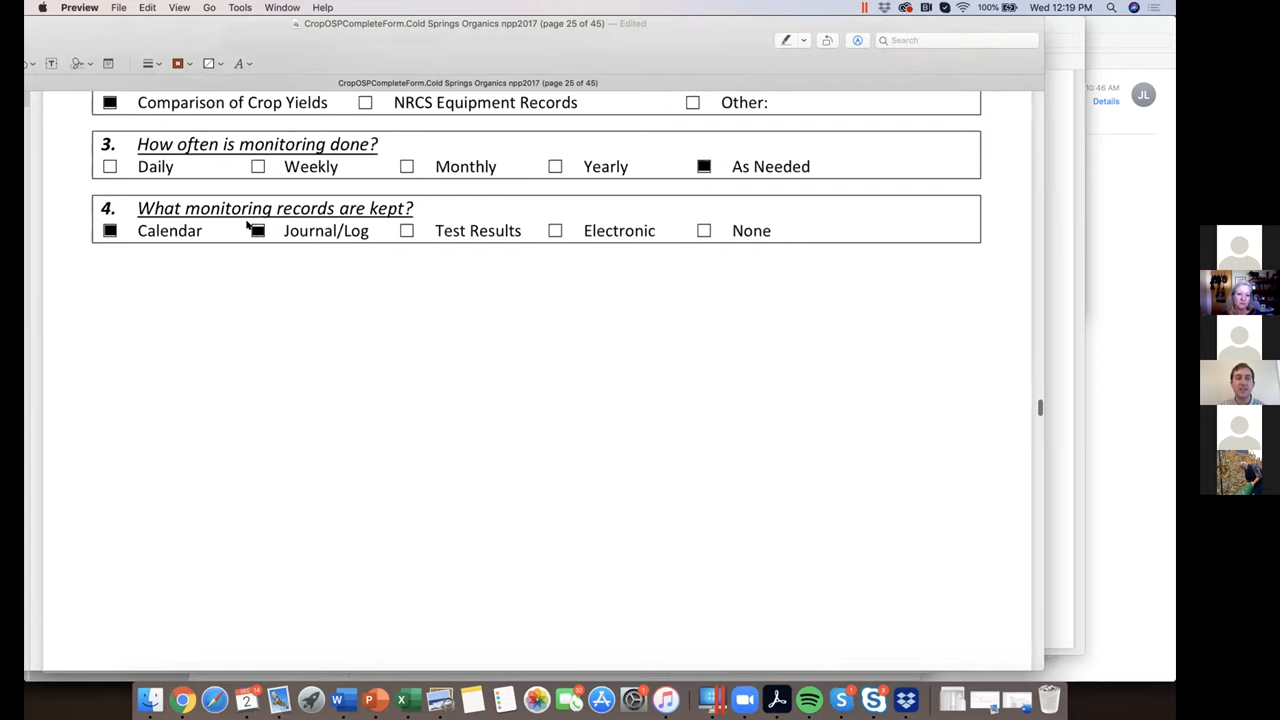 Preview File Edit View Go Tools Window Help 100% Wed 12:19 PM
CropOSPCompleteForm.Cold Springs Organics npp2017 (page 25 of 45) — Edited
Search
CropOSPCompleteForm.Cold Springs Organics npp2017 (page 25 of 45)
10:46 AM
Details
JL
Comparison of Crop Yields NRCS Equipment Records Other:
3. How often is monitoring done?
Daily Weekly Monthly Yearly As Needed
4. What monitoring records are kept?
Calendar Journal/Log Test Results Electronic None